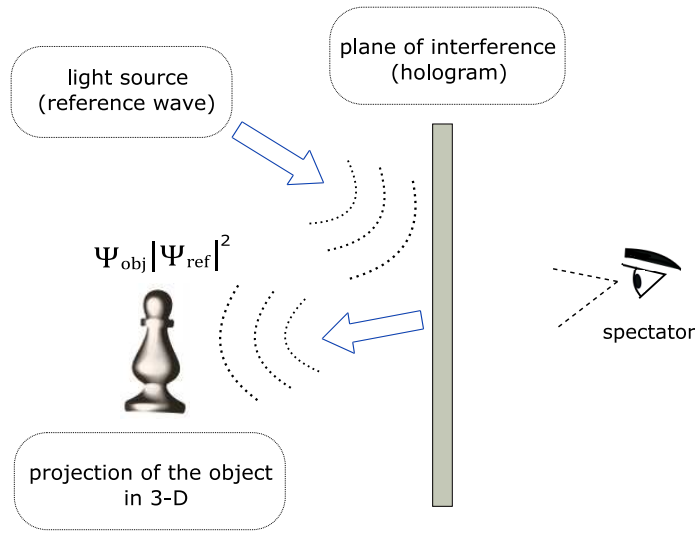 plane of interference
(hologram)
light source
(reference wave)
Ψobj|Ψref|²
spectator
projection of the object
in 3-D